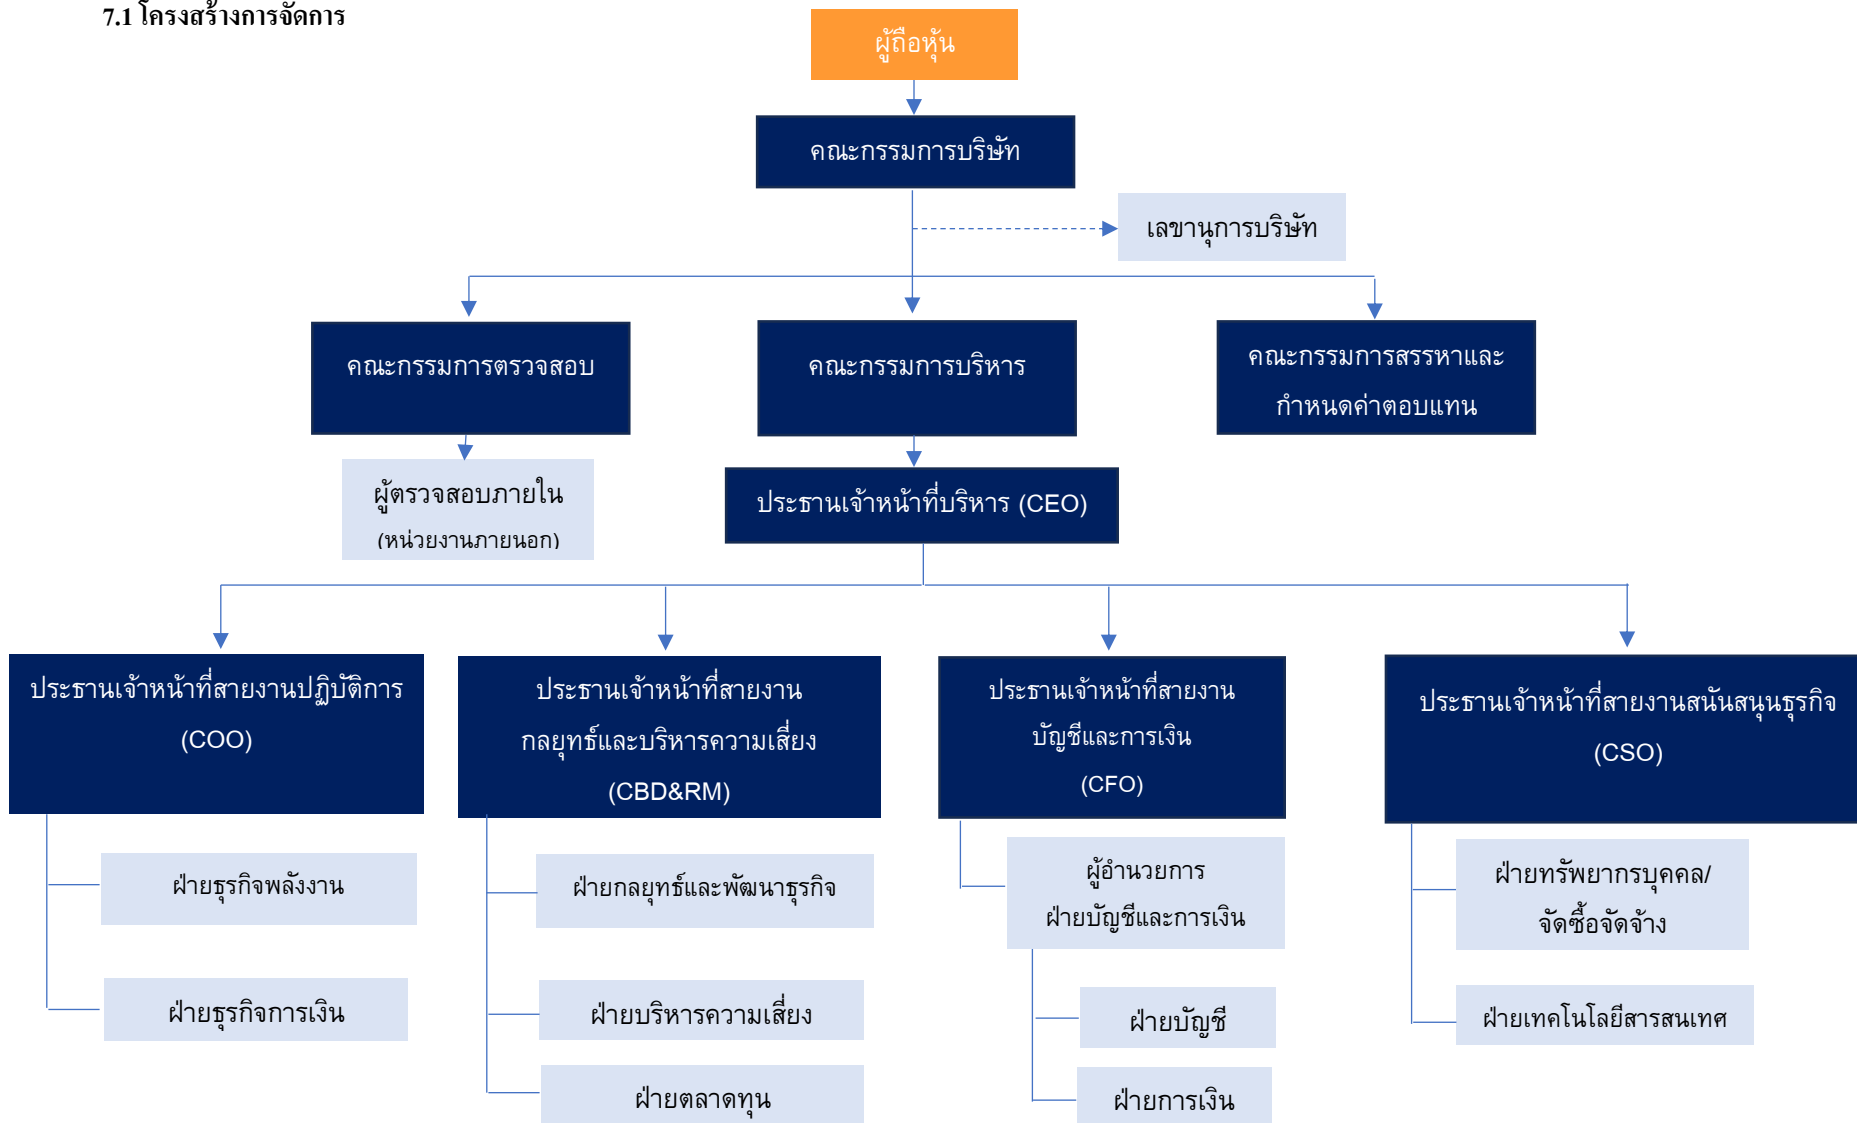 7.1 โครงสร้างการจัดการ
ผู้ถือหุ้น
คณะกรรมการบริษัท
เลขานุการบริษัท
คณะกรรมการตรวจสอบ
คณะกรรมการบริหาร
คณะกรรมการสรรหาและ
กำหนดค่าตอบแทน
ผู้ตรวจสอบภายใน
(หน่วยงานภายนอก)
ประธานเจ้าหน้าที่บริหาร (CEO)
ประธานเจ้าหน้าที่สายงานปฏิบัติการ
(COO)
ประธานเจ้าหน้าที่สายงาน
กลยุทธ์และบริหารความเสี่ยง
(CBD&RM)
ประธานเจ้าหน้าที่สายงาน
บัญชีและการเงิน
(CFO)
ประธานเจ้าหน้าที่สายงานสนันสนุนธุรกิจ
(CSO)
ฝ่ายธุรกิจพลังงาน
ฝ่ายธุรกิจการเงิน
ฝ่ายกลยุทธ์และพัฒนาธุรกิจ
ฝ่ายบริหารความเสี่ยง
ฝ่ายตลาดทุน
ผู้อำนวยการ
ฝ่ายบัญชีและการเงิน
ฝ่ายบัญชี
ฝ่ายการเงิน
ฝ่ายทรัพยากรบุคคล/
จัดซื้อจัดจ้าง
ฝ่ายเทคโนโลยีสารสนเทศ